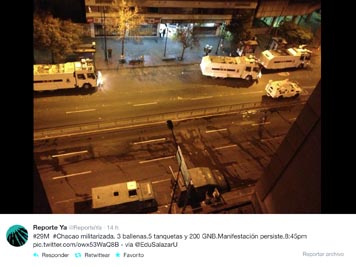 Reporte Ya @ReporteYa · 14 h
#29M #Chacao militarizada, 3 ballenas,5 tanquetas y 200 GNB.Manifestación persiste.8:45pm
pic.twitter.com/owx53WaQ8B - via @EduSalazarU
Responder Retwittear Favorito Reportar archivo